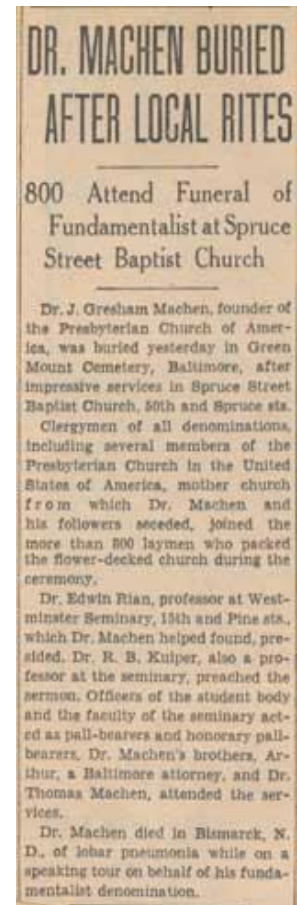 DR. MACHEN BURIED
AFTER LOCAL RITES
800 Attend Funeral of
Fundamentalist at Spruce
Street Baptist Church
Dr. J. Gresham Machen, founder of
the Presbyterian Church of Amer-
ica, was buried yesterday in Green
Mount Cemetery, Baltimore, after
impressive services in Spruce Street
Baptist Church, 50th and Spruce sts.
Clergymen of all denominations,
including several members of the
Presbyterian Church in the United
States of America, mother church
from which Dr. Machen and
his followers seceded, joined the
more than 800 laymen who packed
the flower-decked church during the
ceremony.
Dr. Edwin Rian, professor at West-
minster Seminary, 15th and Pine sts.,
which Dr. Machen helped found, pre-
sided. Dr. R. B. Kuiper, also a pro-
fessor at the seminary, preached the
sermon. Officers of the student body
and the faculty of the seminary act-
ed as pall-bearers and honorary pall-
bearers. Dr. Machen's brothers, Ar-
thur, a Baltimore attorney, and Dr.
Thomas Machen, attended the ser-
vices.
Dr. Machen died in Bismarck, N.
D., of lobar pneumonia while on a
speaking tour on behalf of his funda-
mentalist denomination.